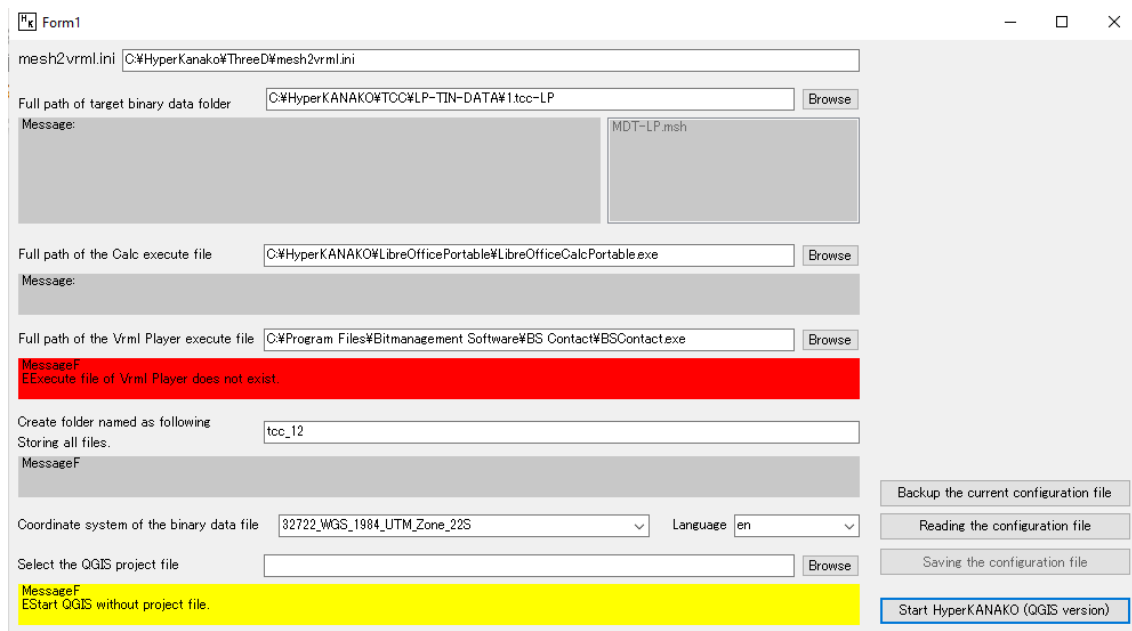 HK Form1
mesh2vrml.ini C:¥HyperKanako¥ThreeD¥mesh2vrml.ini
Full path of target binary data folder C:¥HyperKANAKO¥TCC¥LP-TIN-DATA¥1.tcc-LP Browse
Message: MDT-LP.msh
Full path of the Calc execute file C:¥HyperKANAKO¥LibreOfficePortable¥LibreOfficeCalcPortable.exe Browse
Message:
Full path of the Vrml Player execute file C:¥Program Files¥Bitmanagement Software¥BS Contact¥BSContact.exe Browse
MessageF
EExecute file of Vrml Player does not exist.
Create folder named as following
Storing all files. tcc_12
MessageF
Backup the current configuration file
Coordinate system of the binary data file 32722_WGS_1984_UTM_Zone_22S Language en Reading the configuration file
Select the QGIS project file Browse Saving the configuration file
MessageF
EStart QGIS without project file.
Start HyperKANAKO (QGIS version)